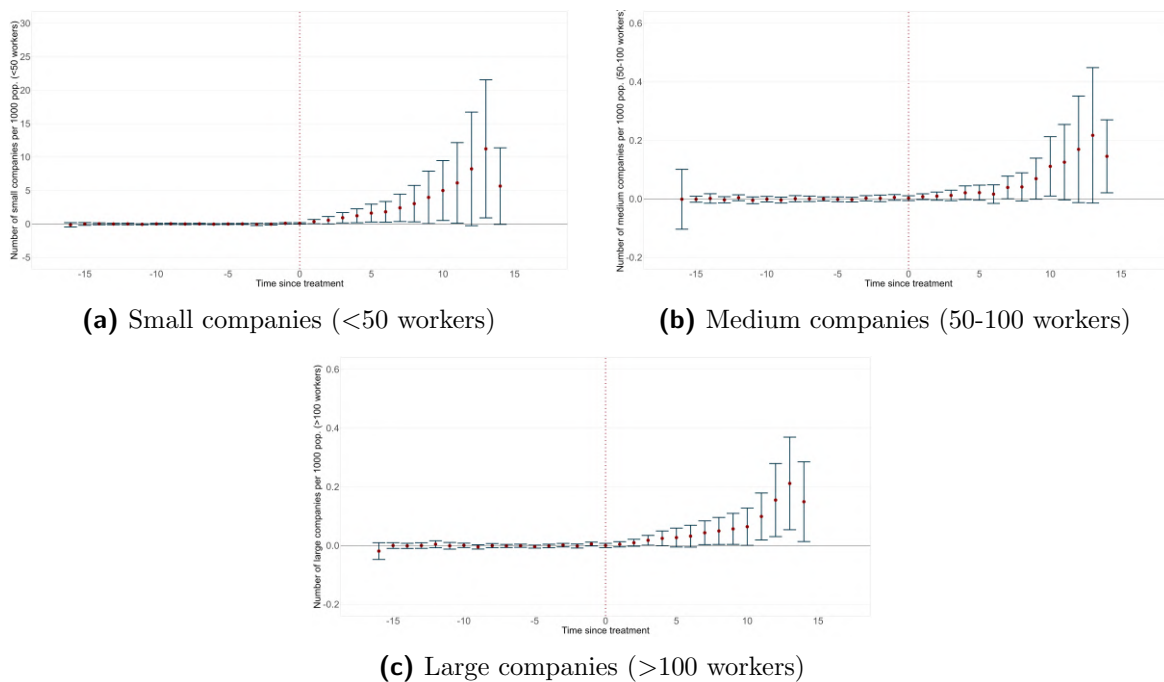 Number of small companies per 1000 pop. (<50 workers)
30
25
20
15
10
5
0
-5
-15 -10 -5 0 5 10 15
Time since treatment
(a) Small companies (<50 workers)
Number of medium companies per 1000 pop. (50-100 workers)
0.6
0.4
0.2
0.0
-0.2
-15 -10 -5 0 5 10 15
Time since treatment
(b) Medium companies (50-100 workers)
Number of large companies per 1000 pop. (>100 workers)
0.6
0.4
0.2
0.0
-0.2
-15 -10 -5 0 5 10 15
Time since treatment
(c) Large companies (>100 workers)